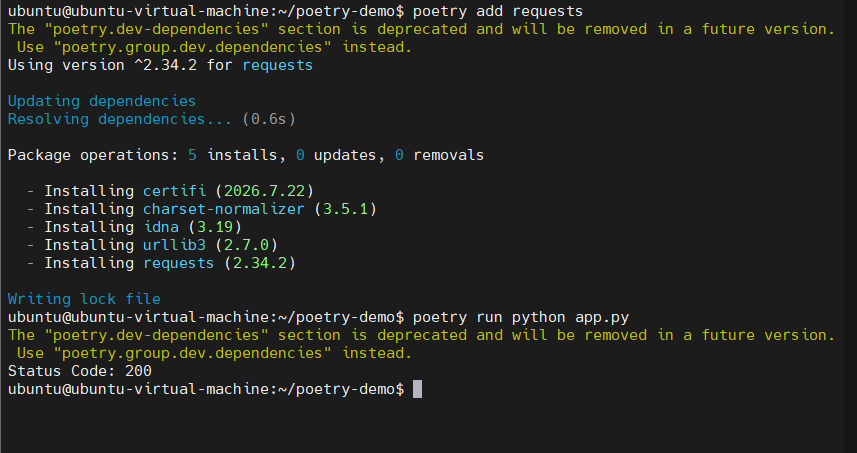 ubuntu@ubuntu-virtual-machine:~/poetry-demo$ poetry add requests
The "poetry.dev-dependencies" section is deprecated and will be removed in a future version.
 Use "poetry.group.dev.dependencies" instead.
Using version ^2.34.2 for requests
Updating dependencies
Resolving dependencies... (0.6s)
Package operations: 5 installs, 0 updates, 0 removals
  - Installing certifi (2026.7.22)
  - Installing charset-normalizer (3.5.1)
  - Installing idna (3.19)
  - Installing urllib3 (2.7.0)
  - Installing requests (2.34.2)
Writing lock file
ubuntu@ubuntu-virtual-machine:~/poetry-demo$ poetry run python app.py
The "poetry.dev-dependencies" section is deprecated and will be removed in a future version.
 Use "poetry.group.dev.dependencies" instead.
Status Code: 200
ubuntu@ubuntu-virtual-machine:~/poetry-demo$